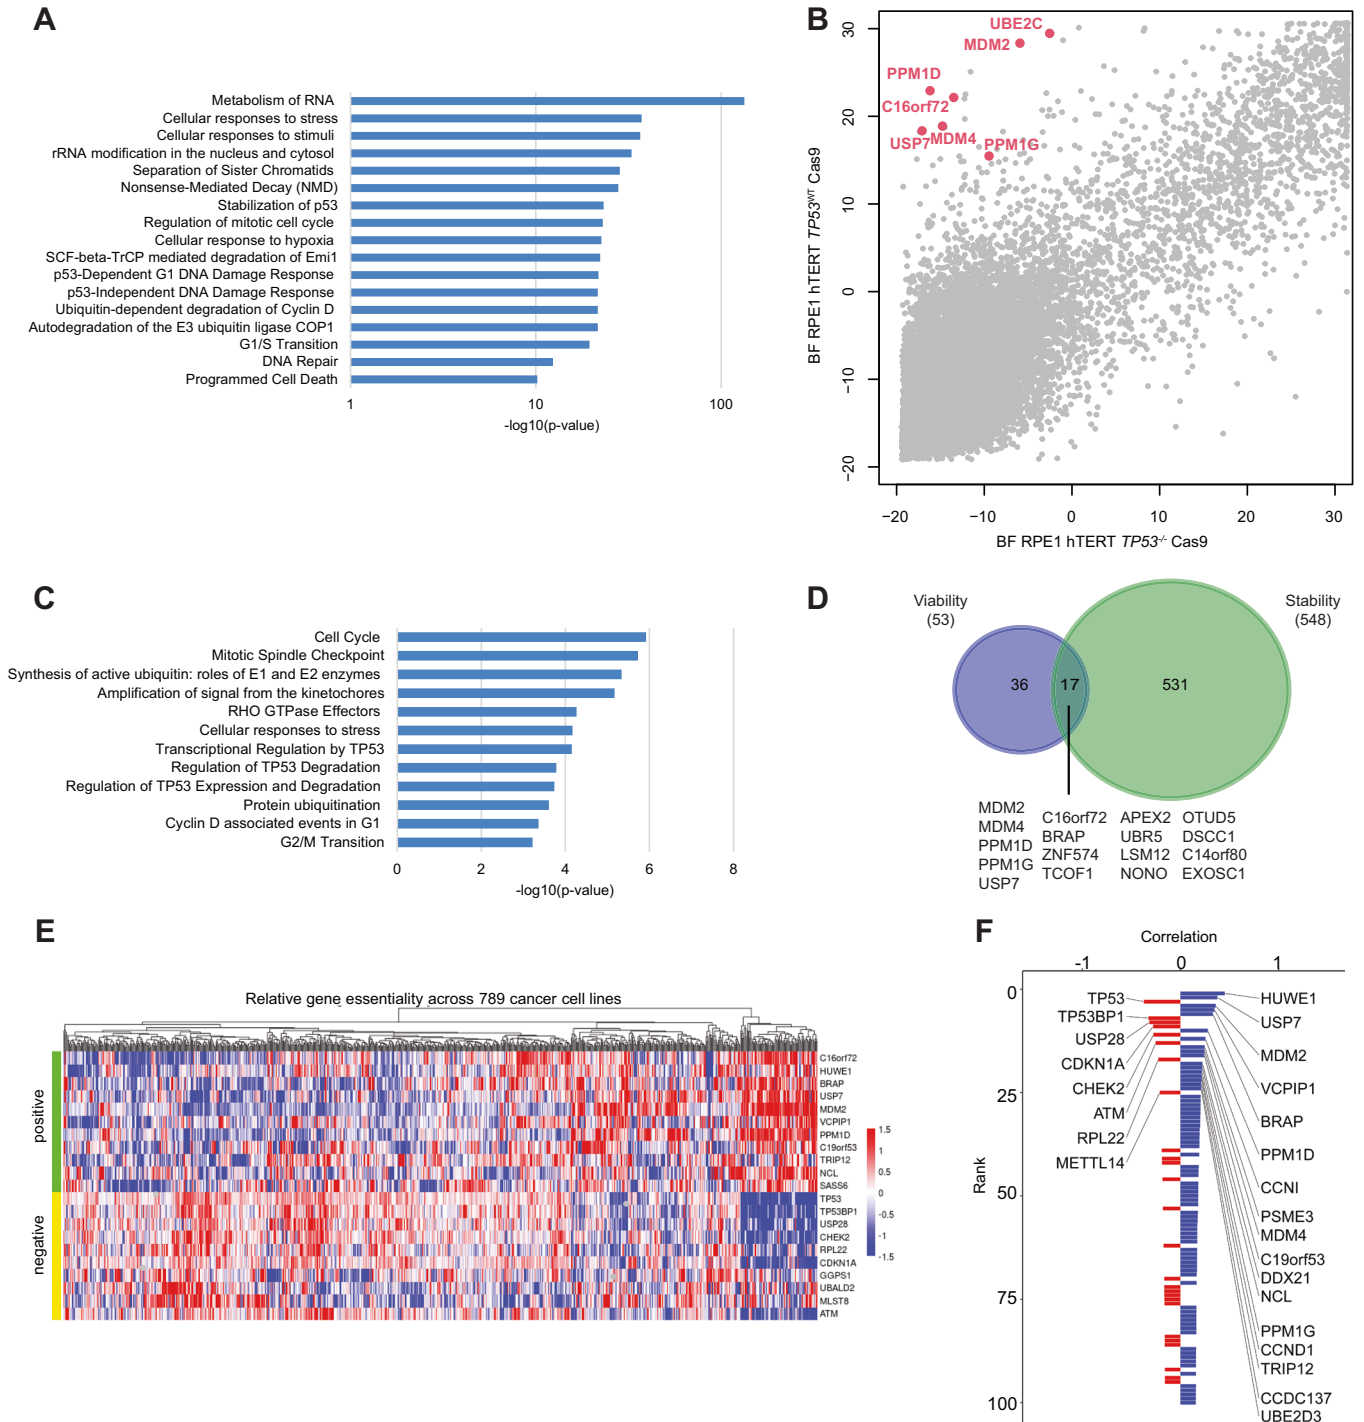 A
Metabolism of RNA
Cellular responses to stress
Cellular responses to stimuli
rRNA modification in the nucleus and cytosol
Separation of Sister Chromatids
Nonsense-Mediated Decay (NMD)
Stabilization of p53
Regulation of mitotic cell cycle
Cellular response to hypoxia
SCF-beta-TrCP mediated degradation of Emi1
p53-Dependent G1 DNA Damage Response
p53-Independent DNA Damage Response
Ubiquitin-dependent degradation of Cyclin D
Autodegradation of the E3 ubiquitin ligase COP1
G1/S Transition
DNA Repair
Programmed Cell Death
1 10 100
-log10(p-value)
B
UBE2C
MDM2
PPM1D
C16orf72
USP7 MDM4 PPM1G
30
20
10
0
−10
−20
BF RPE1 hTERT TP53WT Cas9
−20 −10 0 10 20 30
BF RPE1 hTERT TP53-/- Cas9
C
Cell Cycle
Mitotic Spindle Checkpoint
Synthesis of active ubiquitin: roles of E1 and E2 enzymes
Amplification of signal from the kinetochores
RHO GTPase Effectors
Cellular responses to stress
Transcriptional Regulation by TP53
Regulation of TP53 Degradation
Regulation of TP53 Expression and Degradation
Protein ubiquitination
Cyclin D associated events in G1
G2/M Transition
0 2 4 6 8
-log10(p-value)
D
Viability
(53)
Stability
(548)
36 17 531
MDM2
MDM4
PPM1D
PPM1G
USP7
C16orf72 APEX2 OTUD5
BRAP UBR5 DSCC1
ZNF574 LSM12 C14orf80
TCOF1 NONO EXOSC1
E
Relative gene essentiality across 789 cancer cell lines
positive
negative
C16orf72
HUWE1
BRAP
USP7
MDM2
VCPIP1
PPM1D
C19orf53
TRIP12
NCL
SASS6
TP53
TP53BP1
USP28
CHEK2
RPL22
CDKN1A
GGPS1
UBALD2
MLST8
ATM
1.5
1
0.5
0
-0.5
-1
-1.5
F
Correlation
-1 0 1
Rank
0
25
50
75
100
TP53
TP53BP1
USP28
CDKN1A
CHEK2
ATM
RPL22
METTL14
HUWE1
USP7
MDM2
VCPIP1
BRAP
PPM1D
CCNI
PSME3
MDM4
C19orf53
DDX21
NCL
PPM1G
CCND1
TRIP12
CCDC137
UBE2D3